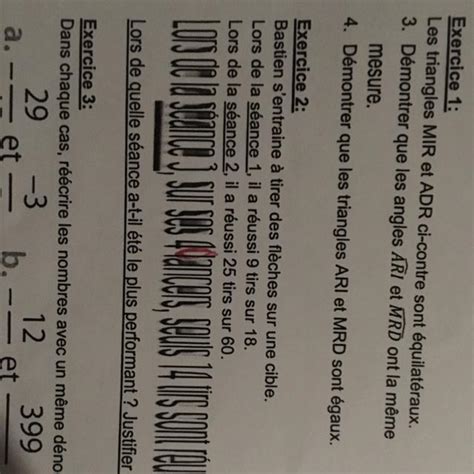 Exercice 1:
Les triangles MIR et ADR ci-contre sont équilatéraux.
3. Démontrer que les angles ARI et MRD ont la même
mesure.
4. Démontrer que les triangles ARI et MRD sont égaux.
Exercice 2:
Bastien s'entraine à tirer des flèches sur une cible.
Lors de la séance 1, il a réussi 9 tirs sur 18.
Lors de la séance 2, il a réussi 25 tirs sur 60.
Lors de la séance 3, sur ses lancers, seuls 14 tirs sont réu
Lors de quelle séance a-t-il été le plus performant ? Justifier
Exercice 3:
Dans chaque cas, réécrire les nombres avec un même déno
29 -3 12 399
a. - et b. - et